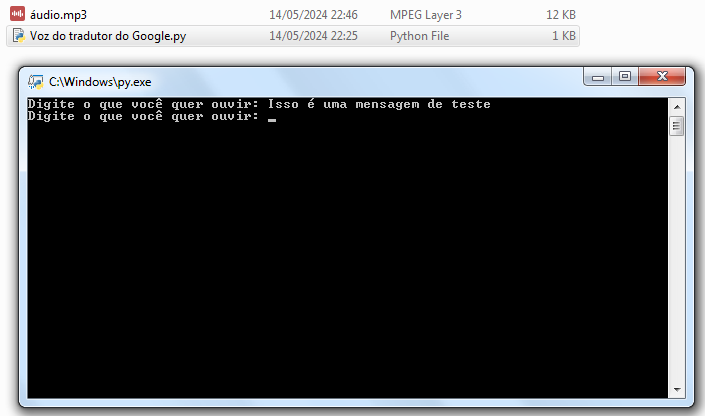 áudio.mp3 14/05/2024 22:46 MPEG Layer 3 12 KB
Voz do tradutor do Google.py 14/05/2024 22:25 Python File 1 KB
C:\Windows\py.exe
Digite o que você quer ouvir: Isso é uma mensagem de teste
Digite o que você quer ouvir: _